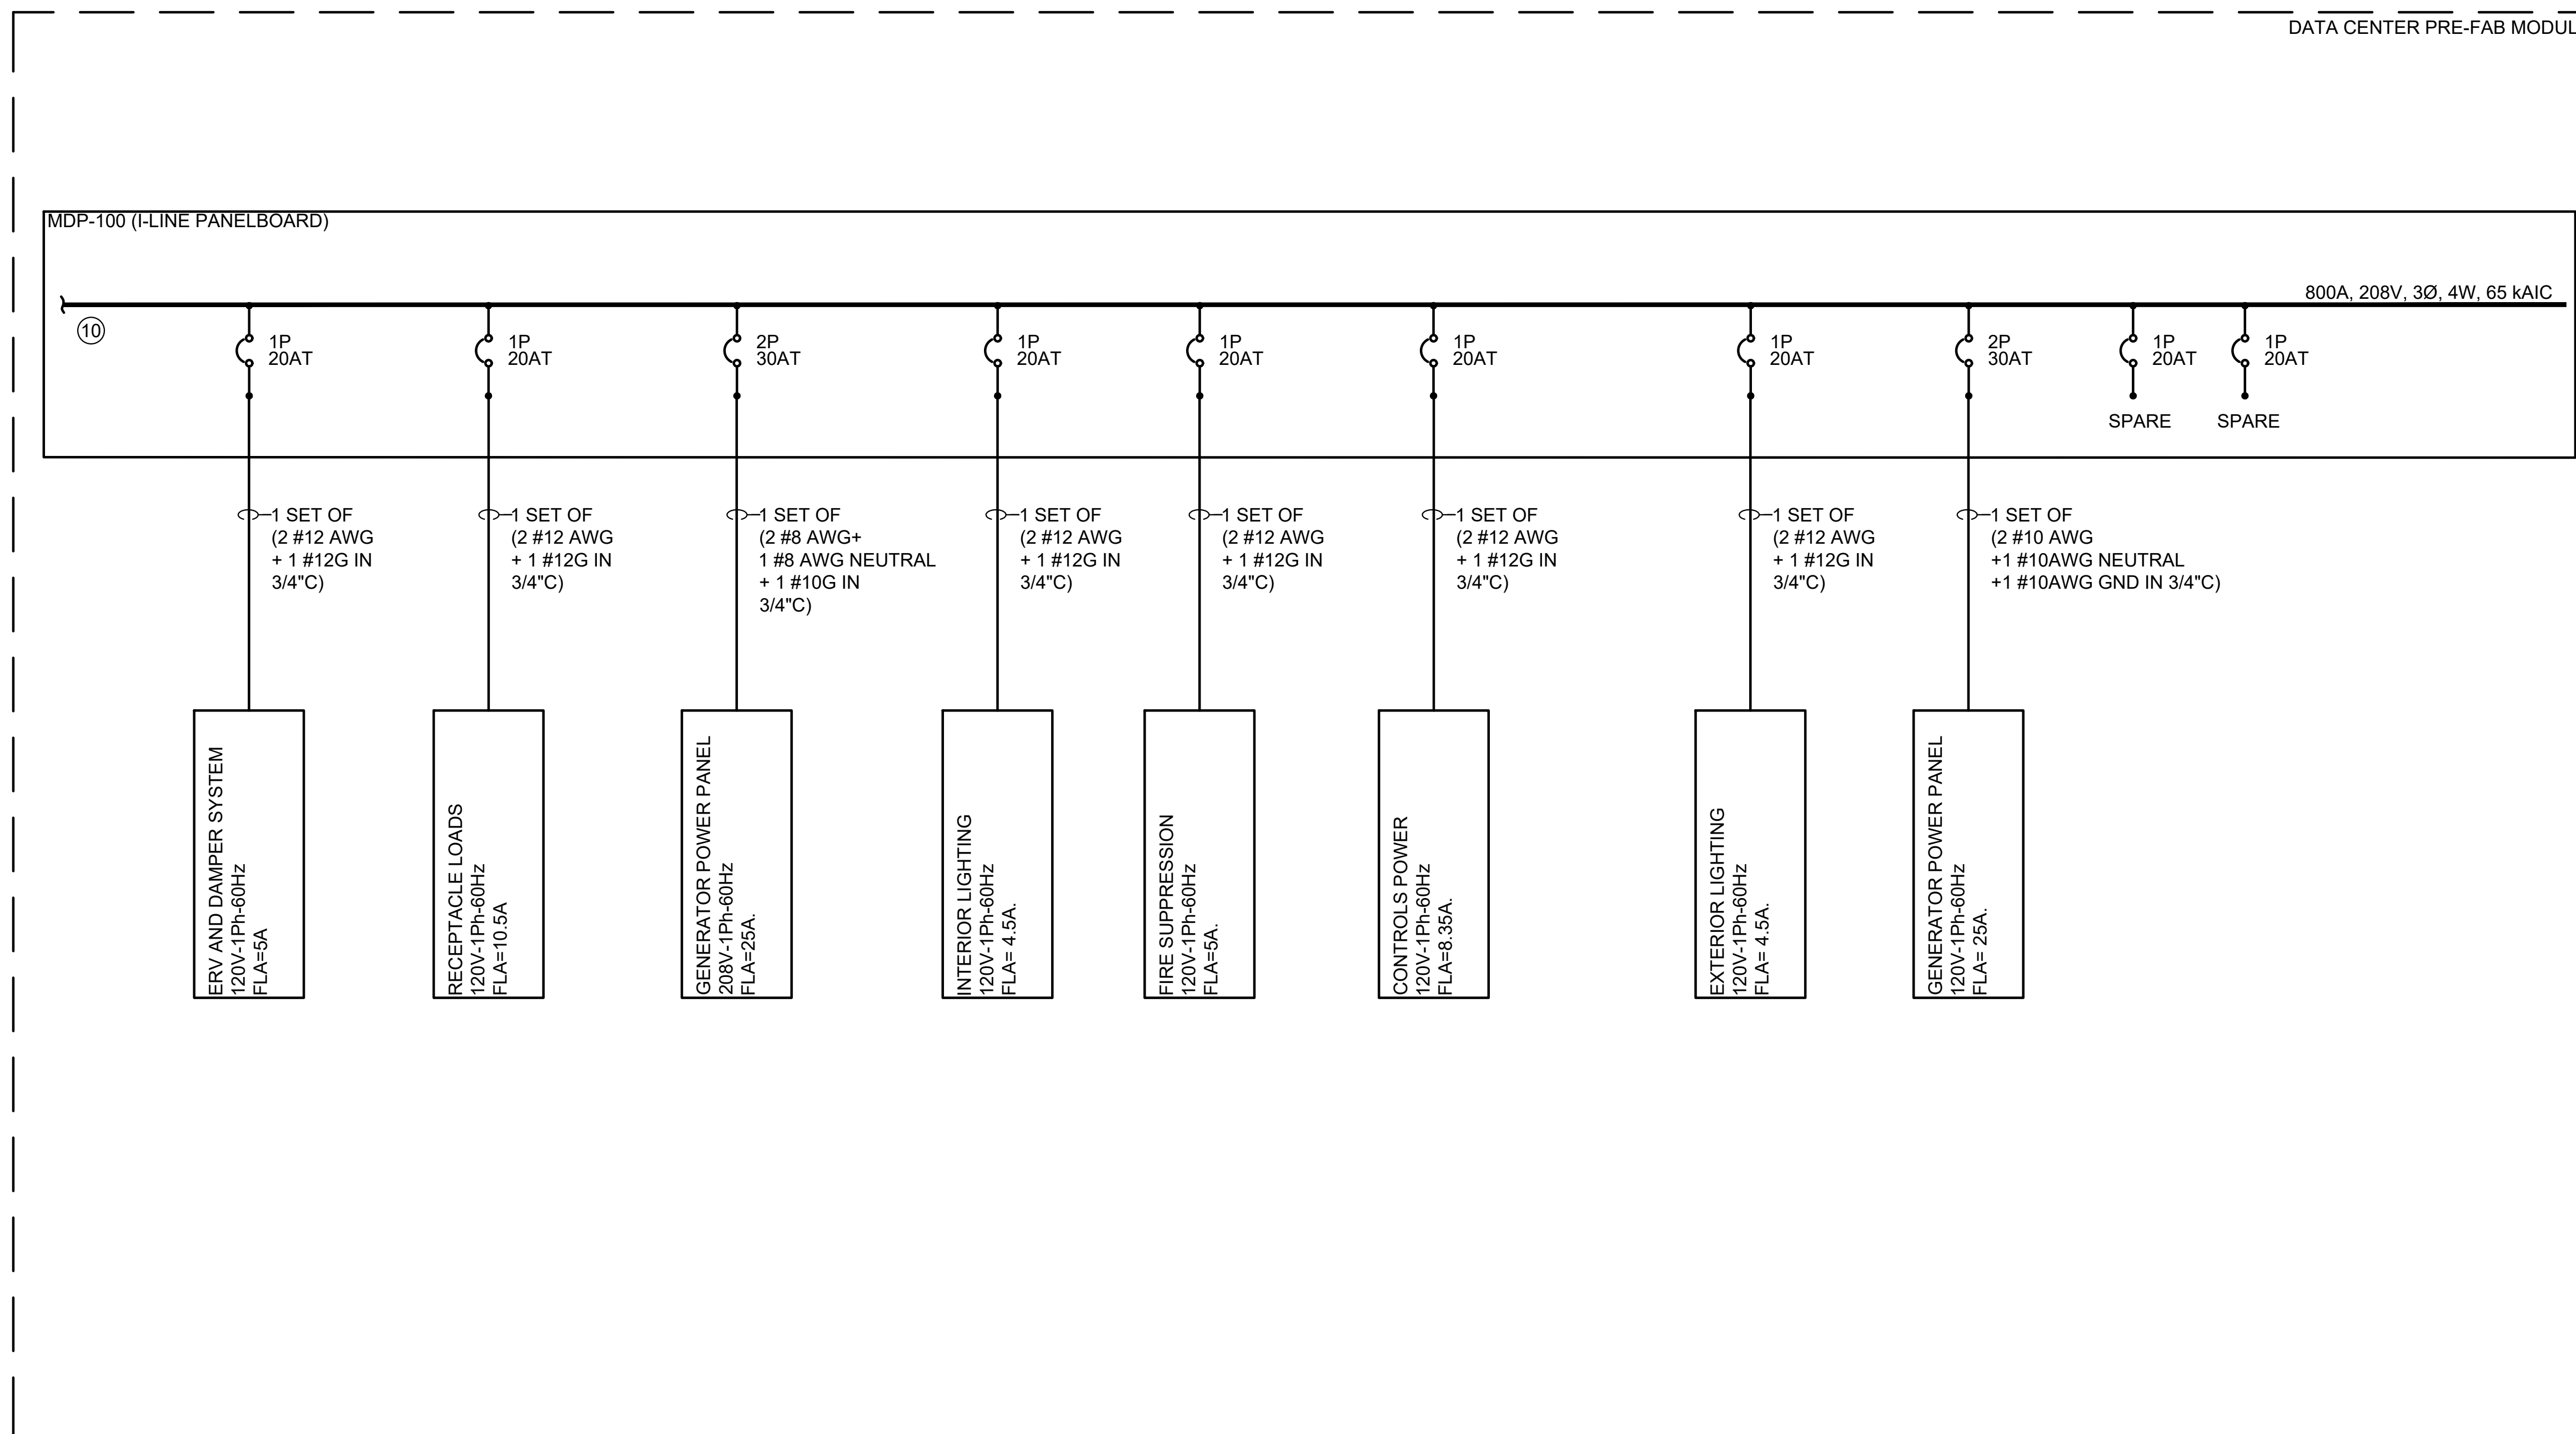 DATA CENTER PRE-FAB MODUL
MDP-100 (I-LINE PANELBOARD)
800A, 208V, 3Ø, 4W, 65 kAIC
10
1P
20AT
1P
20AT
2P
30AT
1P
20AT
1P
20AT
1P
20AT
1P
20AT
2P
30AT
1P
20AT
1P
20AT
SPARE
SPARE
1 SET OF
(2 #12 AWG
+ 1 #12G IN
3/4"C)
1 SET OF
(2 #12 AWG
+ 1 #12G IN
3/4"C)
1 SET OF
(2 #8 AWG+
1 #8 AWG NEUTRAL
+ 1 #10G IN
3/4"C)
1 SET OF
(2 #12 AWG
+ 1 #12G IN
3/4"C)
1 SET OF
(2 #12 AWG
+ 1 #12G IN
3/4"C)
1 SET OF
(2 #12 AWG
+ 1 #12G IN
3/4"C)
1 SET OF
(2 #12 AWG
+ 1 #12G IN
3/4"C)
1 SET OF
(2 #10 AWG
+1 #10AWG NEUTRAL
+1 #10AWG GND IN 3/4"C)
ERV AND DAMPER SYSTEM
120V-1Ph-60Hz
FLA=5A
RECEPTACLE LOADS
120V-1Ph-60Hz
FLA=10.5A
GENERATOR POWER PANEL
208V-1Ph-60Hz
FLA=25A.
INTERIOR LIGHTING
120V-1Ph-60Hz
FLA= 4.5A.
FIRE SUPPRESSION
120V-1Ph-60Hz
FLA=5A.
CONTROLS POWER
120V-1Ph-60Hz
FLA=8.35A.
EXTERIOR LIGHTING
120V-1Ph-60Hz
FLA= 4.5A.
GENERATOR POWER PANEL
120V-1Ph-60Hz
FLA= 25A.